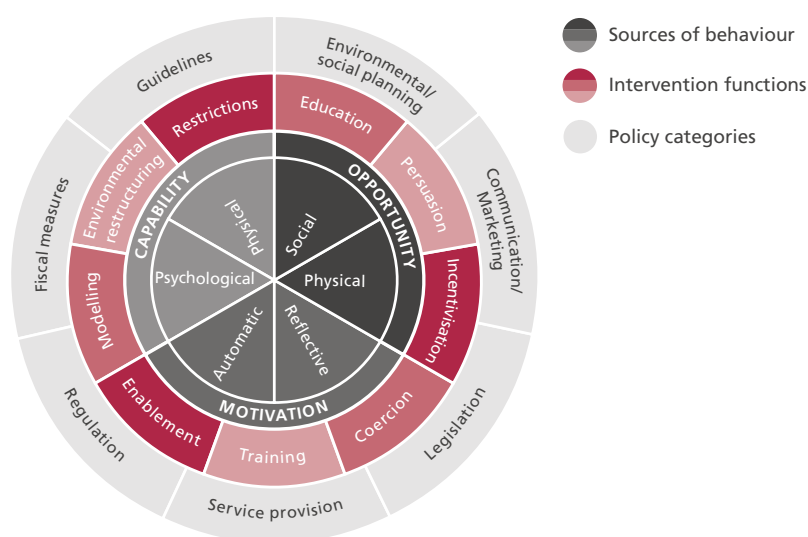 Sources of behaviour
Intervention functions
Policy categories
Guidelines
Environmental/
social planning
Communication/
Marketing
Legislation
Service provision
Regulation
Fiscal measures
Restrictions
Education
Persuasion
Incentivisation
Coercion
Training
Enablement
Modelling
Environmental/
restructuring
CAPABILITY
OPPORTUNITY
MOTIVATION
Physical
Social
Physical
Reflective
Automatic
Psychological